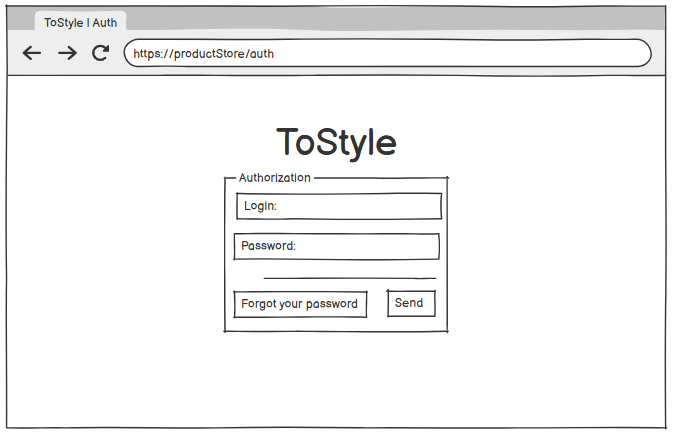 ToStyle | Auth
https://productStore/auth
ToStyle
Authorization
Login:
Password:
Forgot your password
Send